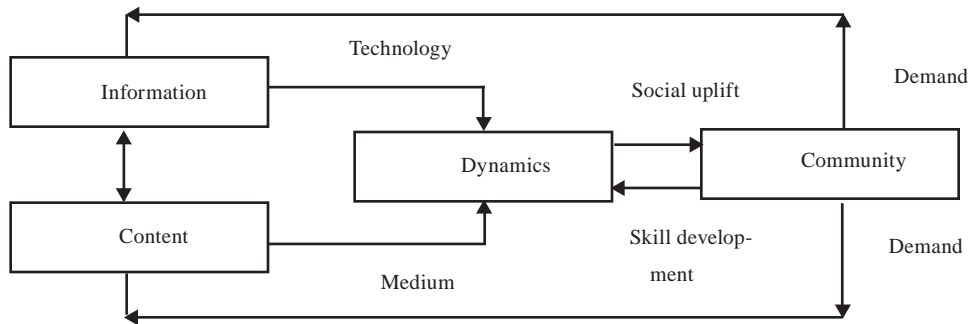 Technology
Demand
Information
Social uplift
Dynamics
Community
Content
Skill develop-
ment
Demand
Medium